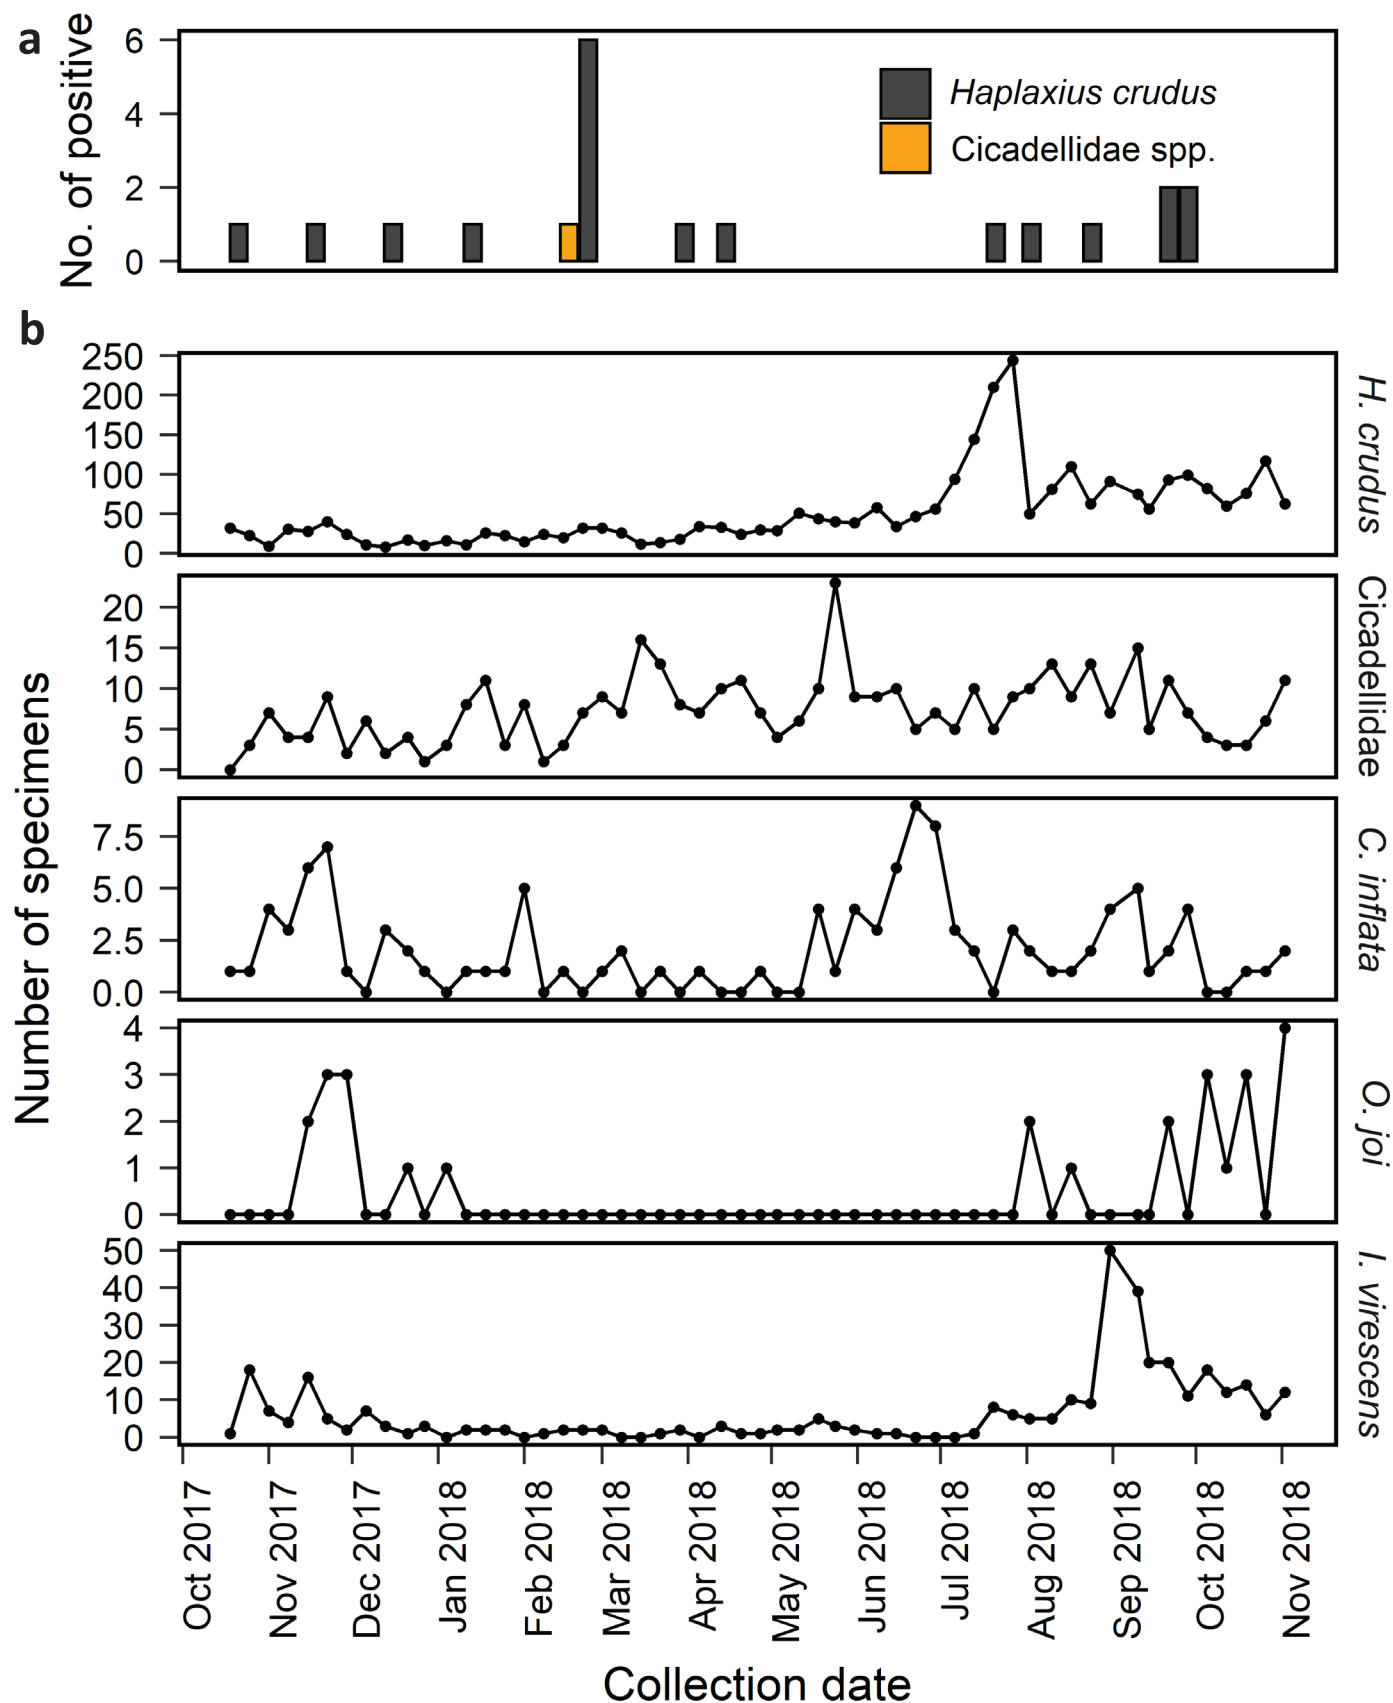 a
No. of positive
6
4
2
0
Haplaxius crudus
Cicadellidae spp.
b
Number of specimens
250
200
150
100
50
0
H. crudus
20
15
10
5
0
Cicadellidae
7.5
5.0
2.5
0.0
C. inflata
4
3
2
1
0
O. joi
50
40
30
20
10
0
I. virescens
Oct 2017
Nov 2017
Dec 2017
Jan 2018
Feb 2018
Mar 2018
Apr 2018
May 2018
Jun 2018
Jul 2018
Aug 2018
Sep 2018
Oct 2018
Nov 2018
Collection date